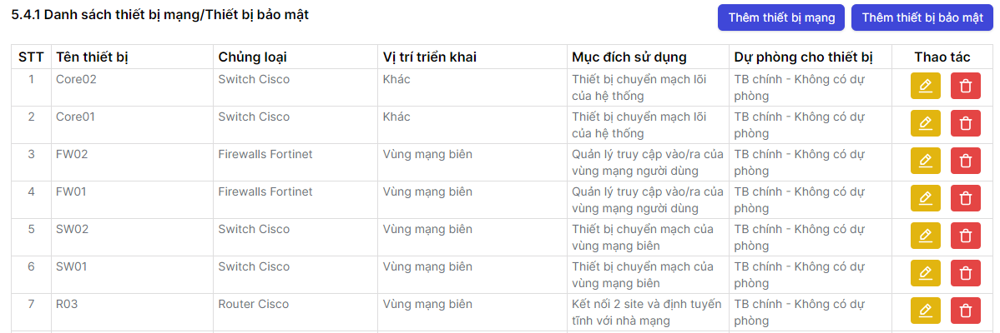 5.4.1 Danh sách thiết bị mạng/Thiết bị bảo mật
Thêm thiết bị mạng
Thêm thiết bị bảo mật
STT Tên thiết bị Chủng loại Vị trí triển khai Mục đích sử dụng Dự phòng cho thiết bị Thao tác
1 Core02 Switch Cisco Khác Thiết bị chuyển mạch lõi TB chính - Không có dự
của hệ thống phòng
2 Core01 Switch Cisco Khác Thiết bị chuyển mạch lõi TB chính - Không có dự
của hệ thống phòng
3 FW02 Firewalls Fortinet Vùng mạng biên Quản lý truy cập vào/ra của TB chính - Không có dự
vùng mạng người dùng phòng
4 FW01 Firewalls Fortinet Vùng mạng biên Quản lý truy cập vào/ra của TB chính - Không có dự
vùng mạng người dùng phòng
5 SW02 Switch Cisco Vùng mạng biên Thiết bị chuyển mạch của TB chính - Không có dự
vùng mạng biên phòng
6 SW01 Switch Cisco Vùng mạng biên Thiết bị chuyển mạch của TB chính - Không có dự
vùng mạng biên phòng
7 R03 Router Cisco Vùng mạng biên Kết nối 2 site và định tuyến TB chính - Không có dự
tĩnh với nhà mạng phòng